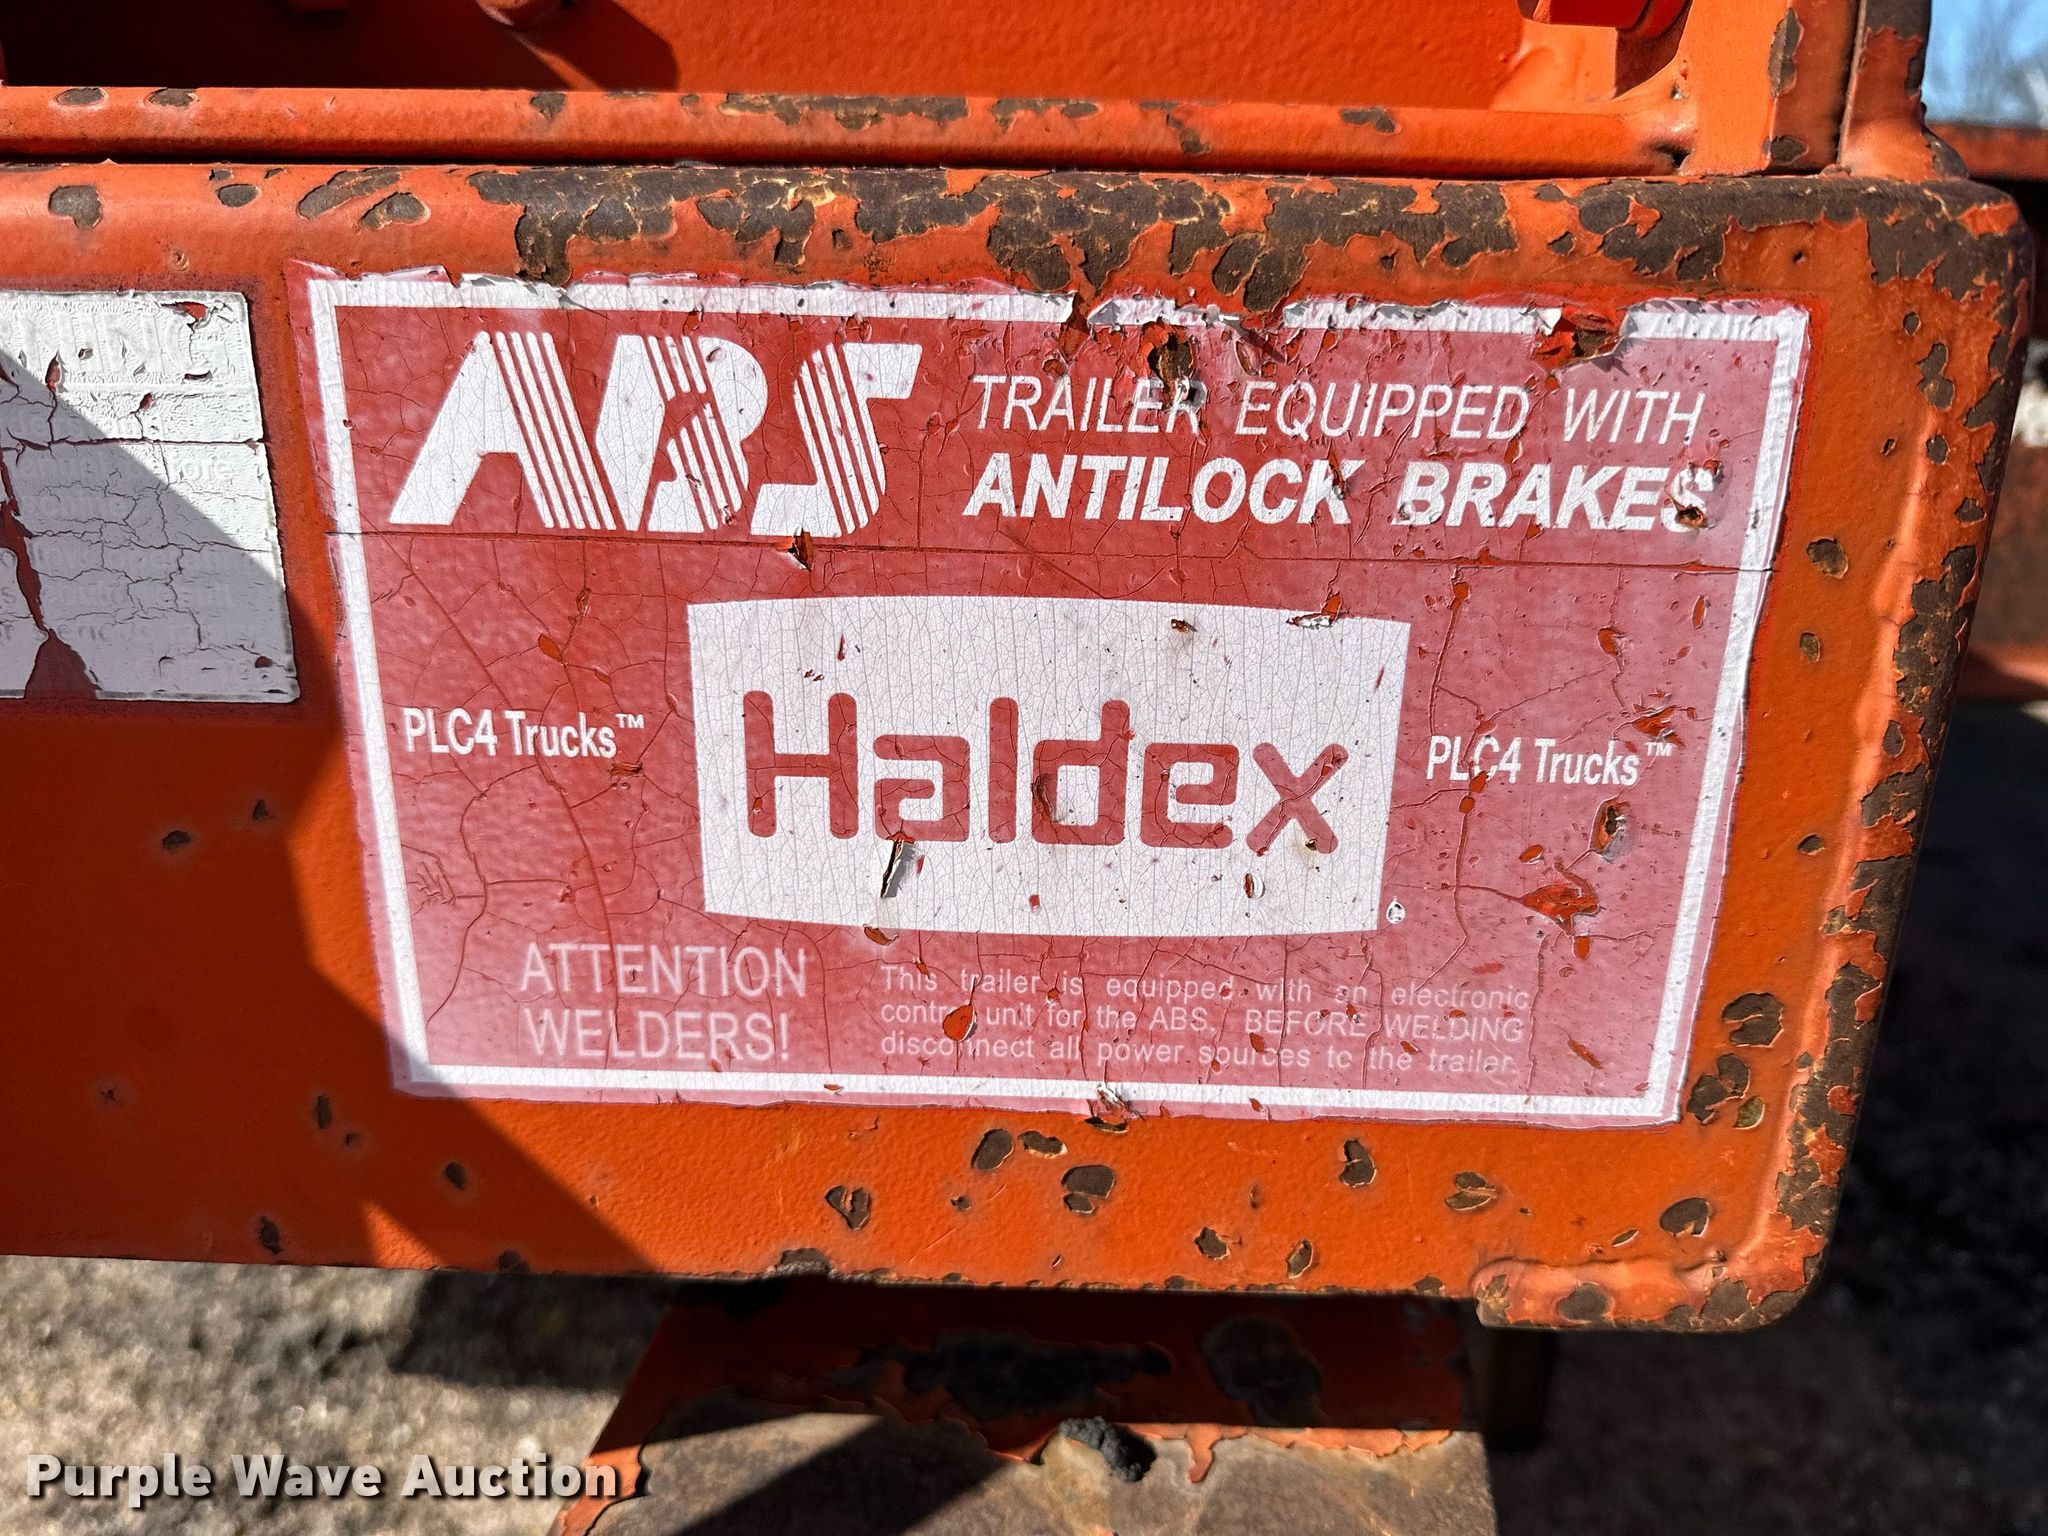 ABS
TRAILER EQUIPPED WITH
ANTILOCK BRAKES
PLC4 Trucks™
Haldex
PLC4 Trucks™
ATTENTION
WELDERS!
This trailer is equipped with an electronic
control unit for the ABS. BEFORE WELDING
disconnect all power sources to the trailer.
Purple Wave Auction